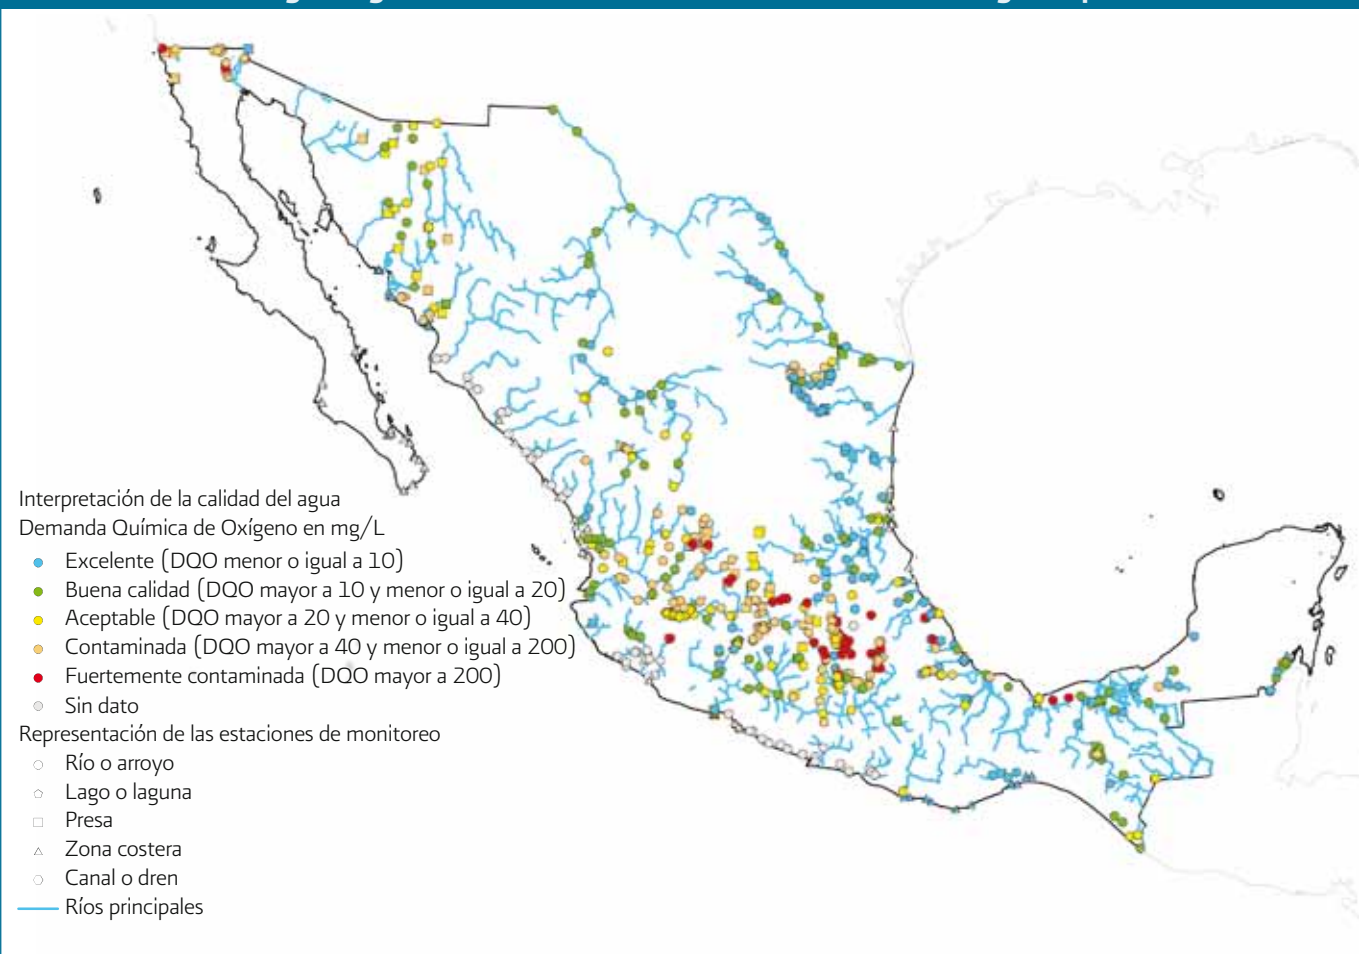 Interpretación de la calidad del agua
Demanda Química de Oxígeno en mg/L
Excelente (DQO menor o igual a 10)
Buena calidad (DQO mayor a 10 y menor o igual a 20)
Aceptable (DQO mayor a 20 y menor o igual a 40)
Contaminada (DQO mayor a 40 y menor o igual a 200)
Fuertemente contaminada (DQO mayor a 200)
Sin dato
Representación de las estaciones de monitoreo
Río o arroyo
Lago o laguna
Presa
Zona costera
Canal o dren
Ríos principales